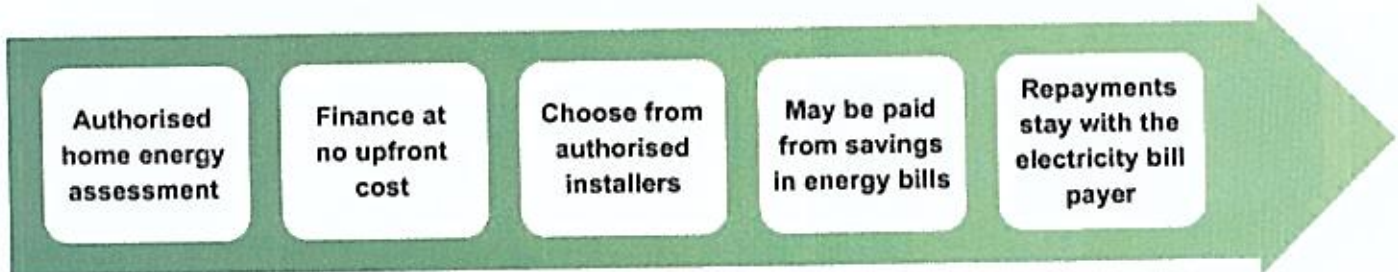 Authorised
home energy
assessment
Finance at
no upfront
cost
Choose from
authorised
installers
May be paid
from savings
in energy bills
Repayments
stay with the
electricity bill
payer